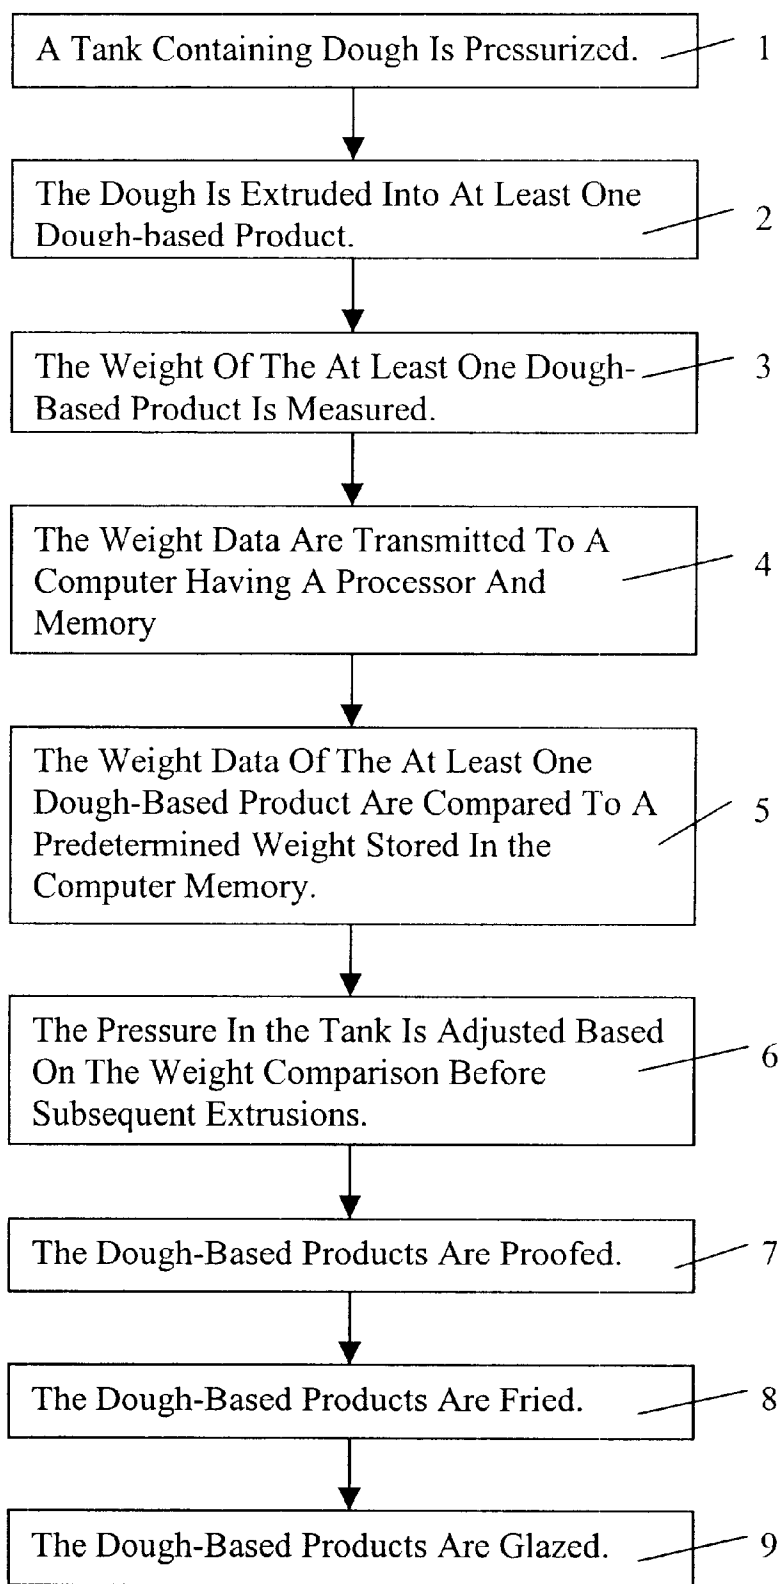 A Tank Containing Dough Is Pressurized.
1
The Dough Is Extruded Into At Least One
Dough-based Product.
2
The Weight Of The At Least One Dough-
Based Product Is Measured.
3
The Weight Data Are Transmitted To A
Computer Having A Processor And
Memory
4
The Weight Data Of The At Least One
Dough-Based Product Are Compared To A
Predetermined Weight Stored In the
Computer Memory.
5
The Pressure In the Tank Is Adjusted Based
On The Weight Comparison Before
Subsequent Extrusions.
6
The Dough-Based Products Are Proofed.
7
The Dough-Based Products Are Fried.
8
The Dough-Based Products Are Glazed.
9